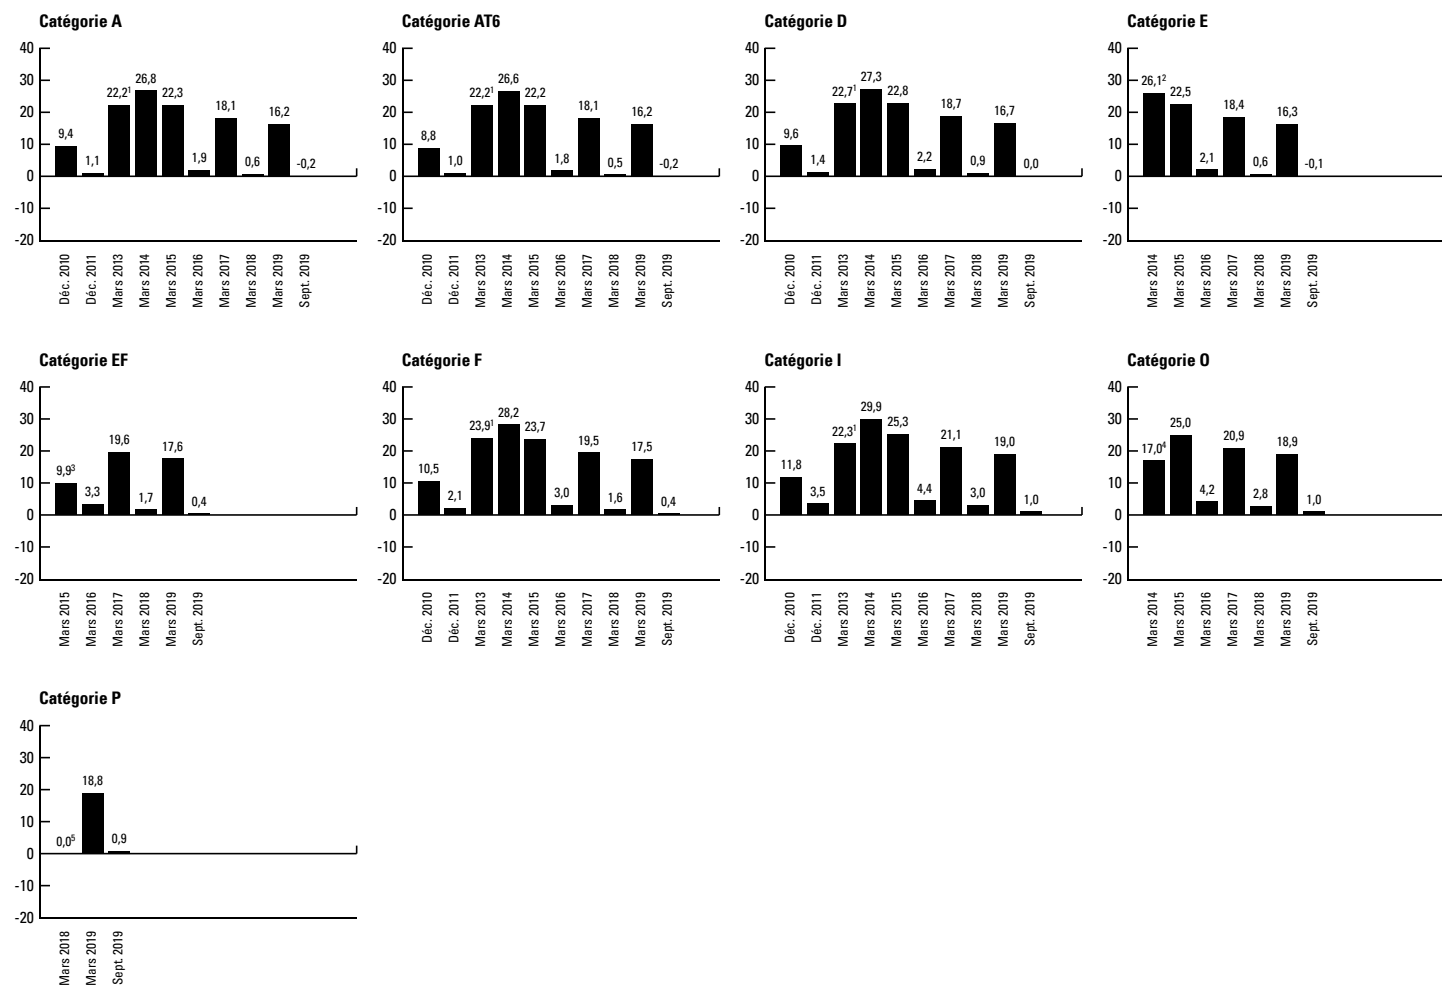 Catégorie A
40
30
20
10
0
-10
-20
9,4
1,1
22,2¹
26,8
22,3
1,9
18,1
0,6
16,2
-0,2
Déc. 2010
Déc. 2011
Mars 2013
Mars 2014
Mars 2015
Mars 2016
Mars 2017
Mars 2018
Mars 2019
Sept. 2019
Catégorie AT6
40
30
20
10
0
-10
-20
8,8
1,0
22,2¹
26,6
22,2
1,8
18,1
0,5
16,2
-0,2
Déc. 2010
Déc. 2011
Mars 2013
Mars 2014
Mars 2015
Mars 2016
Mars 2017
Mars 2018
Mars 2019
Sept. 2019
Catégorie D
40
30
20
10
0
-10
-20
9,6
1,4
22,7¹
27,3
22,8
2,2
18,7
0,9
16,7
0,0
Déc. 2010
Déc. 2011
Mars 2013
Mars 2014
Mars 2015
Mars 2016
Mars 2017
Mars 2018
Mars 2019
Sept. 2019
Catégorie E
40
30
20
10
0
-10
-20
26,1²
22,5
2,1
18,4
0,6
16,3
-0,1
Mars 2014
Mars 2015
Mars 2016
Mars 2017
Mars 2018
Mars 2019
Sept. 2019
Catégorie EF
40
30
20
10
0
-10
-20
9,9³
3,3
19,6
1,7
17,6
0,4
Mars 2015
Mars 2016
Mars 2017
Mars 2018
Mars 2019
Sept. 2019
Catégorie F
40
30
20
10
0
-10
-20
10,5
2,1
23,9¹
28,2
23,7
3,0
19,5
1,6
17,5
0,4
Déc. 2010
Déc. 2011
Mars 2013
Mars 2014
Mars 2015
Mars 2016
Mars 2017
Mars 2018
Mars 2019
Sept. 2019
Catégorie I
40
30
20
10
0
-10
-20
11,8
3,5
22,3¹
29,9
25,3
4,4
21,1
3,0
19,0
1,0
Déc. 2010
Déc. 2011
Mars 2013
Mars 2014
Mars 2015
Mars 2016
Mars 2017
Mars 2018
Mars 2019
Sept. 2019
Catégorie O
40
30
20
10
0
-10
-20
17,0⁴
25,0
4,2
20,9
2,8
18,9
1,0
Mars 2014
Mars 2015
Mars 2016
Mars 2017
Mars 2018
Mars 2019
Sept. 2019
Catégorie P
40
30
20
10
0
-10
-20
0,0⁵
18,8
0,9
Mars 2018
Mars 2019
Sept. 2019